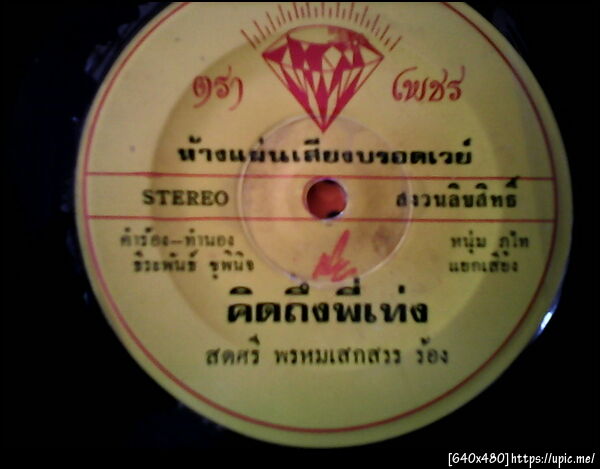 ตรา เพชร
ห้างแผ่นเสียงบรอดเวย์
STEREO สงวนลิขสิทธิ์
คำร้อง-ทำนอง หนุ่ม ภูไท
ธีระพันธ์ ชูพินิจ แยกเสียง
คิดถึงพี่เท่ง
สดศรี พรหมเสกสรร ร้อง
[640x480]https://upic.me/